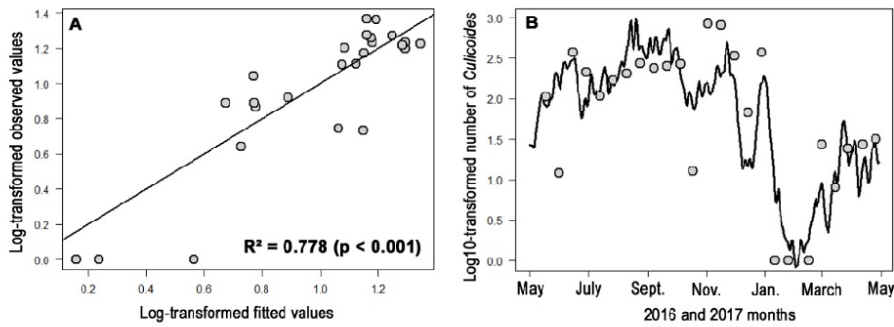 A
Log-transformed observed values
1.4
1.2
1.0
0.8
0.6
0.4
0.2
0.0
R² = 0.778 (p < 0.001)
0.2 0.4 0.6 0.8 1.0 1.2
Log-transformed fitted values
B
Log10-transformed number of Culicoides
3.0
2.5
2.0
1.5
1.0
0.5
0.0
May July Sept. Nov. Jan. March May
2016 and 2017 months